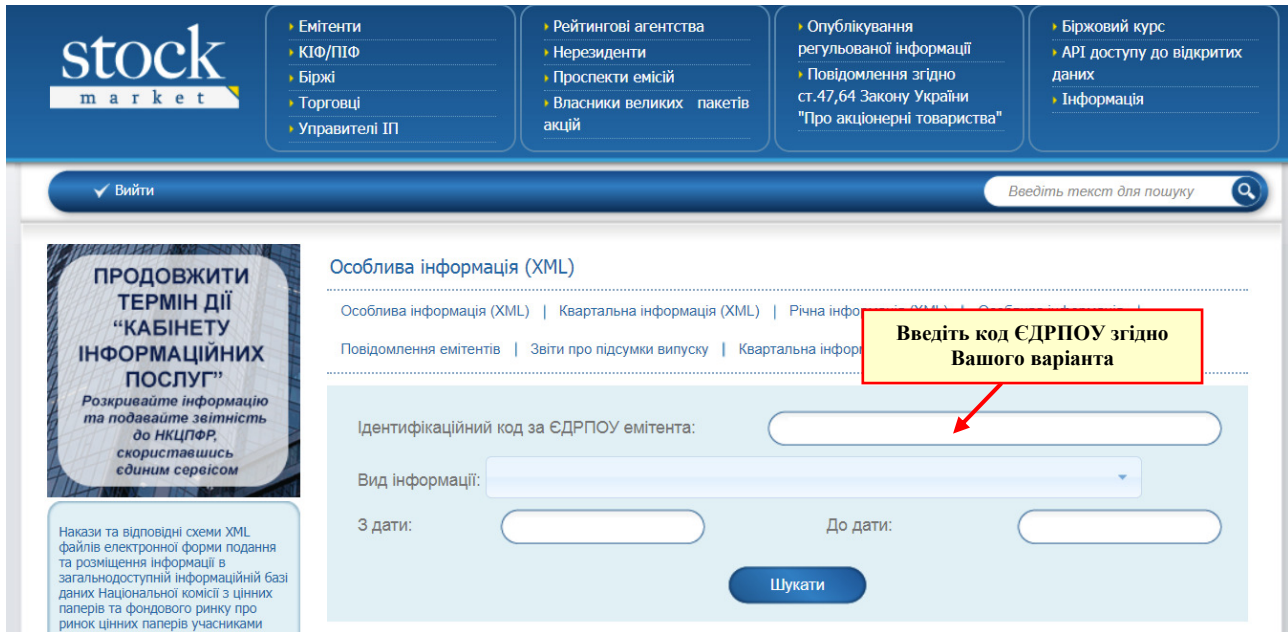 stock
market
Емітенти
КІФ/ПІФ
Біржі
Торговці
Управителі ІП
Рейтингові агентства
Нерезиденти
Проспекти емісій
Власники великих пакетів
акцій
Опублікування
регульованої інформації
Повідомлення згідно
ст.47,64 Закону України
"Про акціонерні товариства"
Біржовий курс
API доступу до відкритих
даних
Інформація
Вийти
Введіть текст для пошуку
ПРОДОВЖИТИ
ТЕРМІН ДІЇ
“КАБІНЕТУ
ІНФОРМАЦІЙНИХ
ПОСЛУГ”
Розкривайте інформацію
та подавайте звітність
до НКЦПФР,
скориставшись
єдиним сервісом
Накази та відповідні схеми XML
файлів електронної форми подання
та розміщення інформації в
загальнодоступній інформаційній базі
даних Національної комісії з цінних
паперів та фондового ринку про
ринок цінних паперів учасниками
Особлива інформація (XML)
Особлива інформація (XML) | Квартальна інформація (XML) | Річна
Повідомлення емітентів | Звіти про підсумки випуску | Квартальна
Введіть код ЄДРПОУ згідно
Вашого варіанта
Ідентифікаційний код за ЄДРПОУ емітента:
Вид інформації:
З дати:
До дати:
Шукати